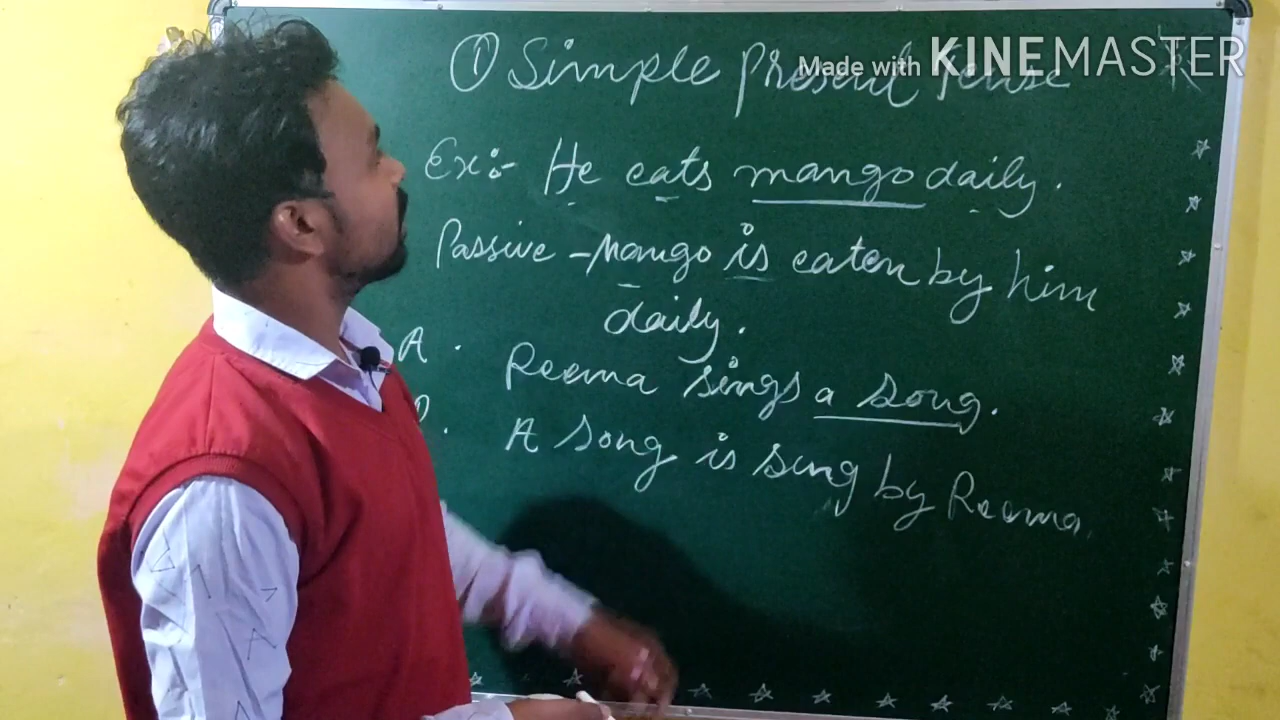 ① Simple Present Tense
Made with KINEMASTER
Ex:- He eats mango daily.
Passive - Mango is eaten by him
daily.
A. Reema sings a song.
P. A song is sung by Reema.